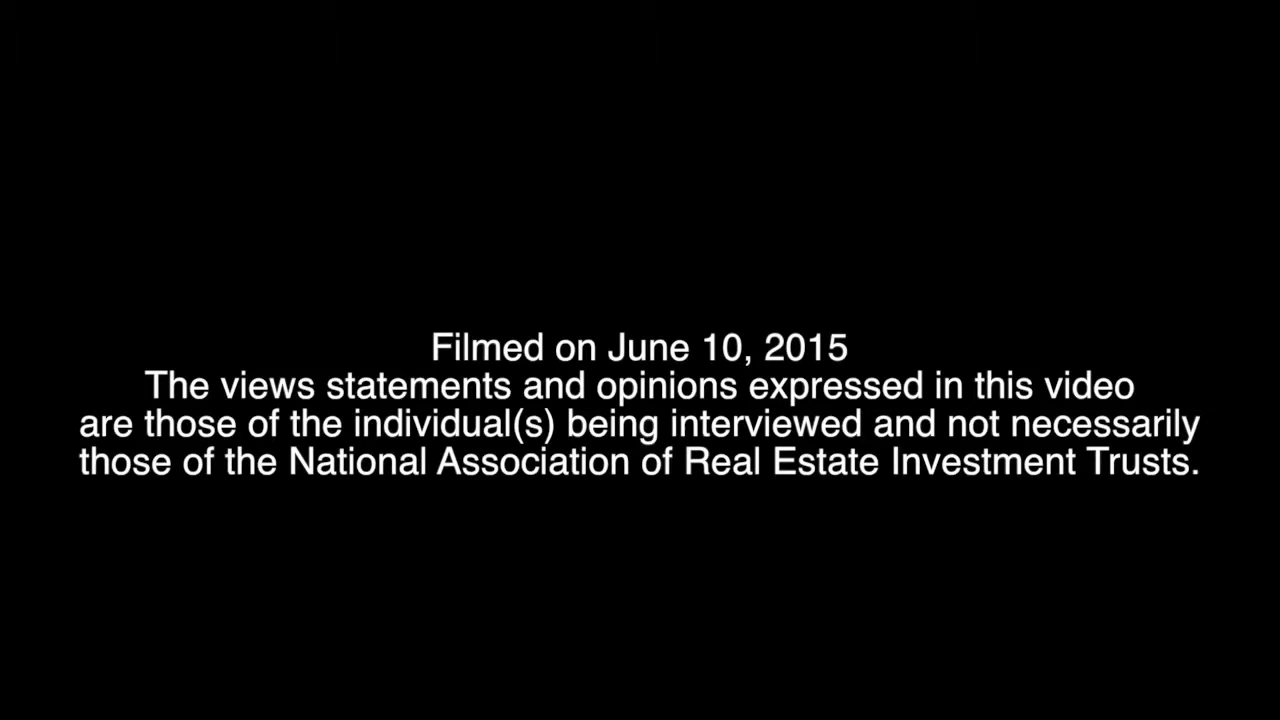 Filmed on June 10, 2015
The views statements and opinions expressed in this video
are those of the individual(s) being interviewed and not necessarily
those of the National Association of Real Estate Investment Trusts.